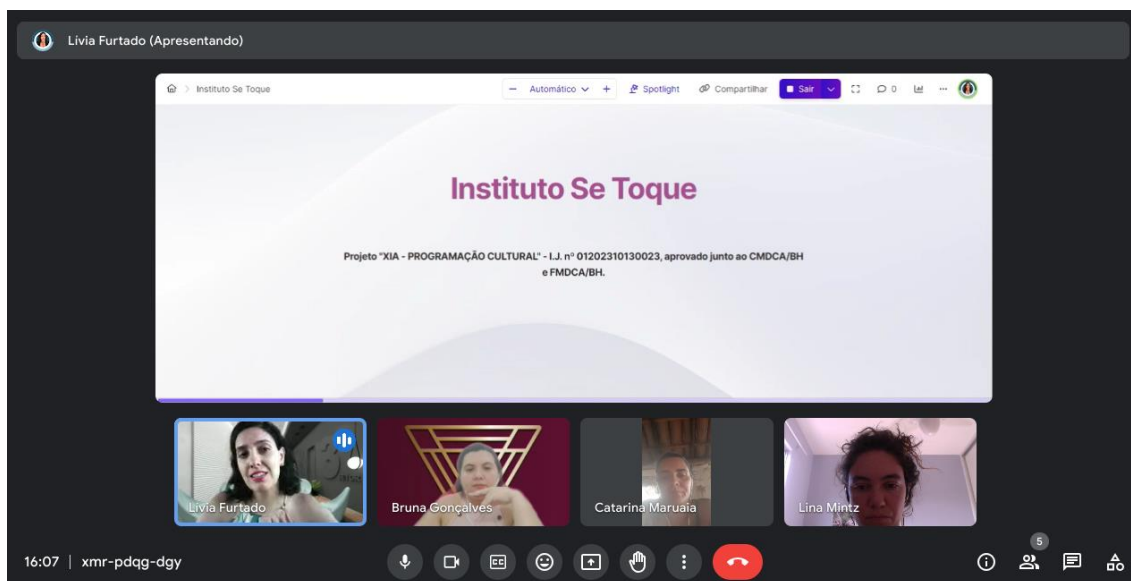 Lívia Furtado (Apresentando)
Instituto Se Toque
Automático
Spotlight
Compartilhar
Sair
0
Instituto Se Toque
Projeto "XIA - PROGRAMAÇÃO CULTURAL" - I.J. nº 01202310130023, aprovado junto ao CMDCA/BH
e FMDCA/BH.
Lívia Furtado
Bruna Gonçalves
Catarina Maruaia
Lina Mintz
16:07 | xmr-pdqg-dgy
CC
5